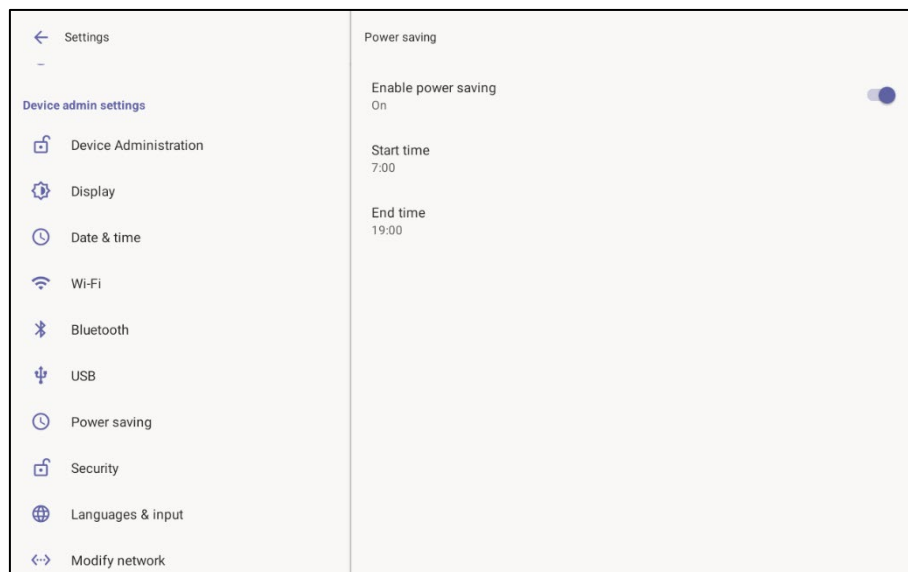 Settings
Device admin settings
Device Administration
Display
Date & time
Wi-Fi
Bluetooth
USB
Power saving
Security
Languages & input
Modify network
Power saving
Enable power saving
On
Start time
7:00
End time
19:00